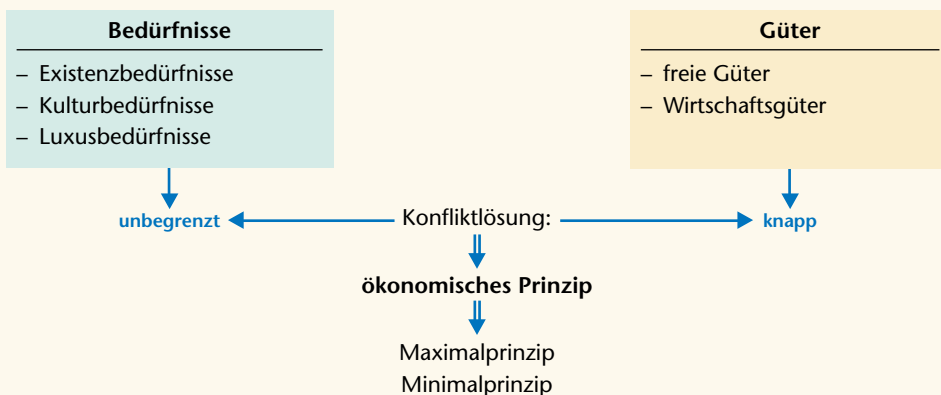 Bedürfnisse
– Existenzbedürfnisse
– Kulturbedürfnisse
– Luxusbedürfnisse
Güter
– freie Güter
– Wirtschaftsgüter
unbegrenzt
Konfliktlösung:
knapp
ökonomisches Prinzip
Maximalprinzip
Minimalprinzip